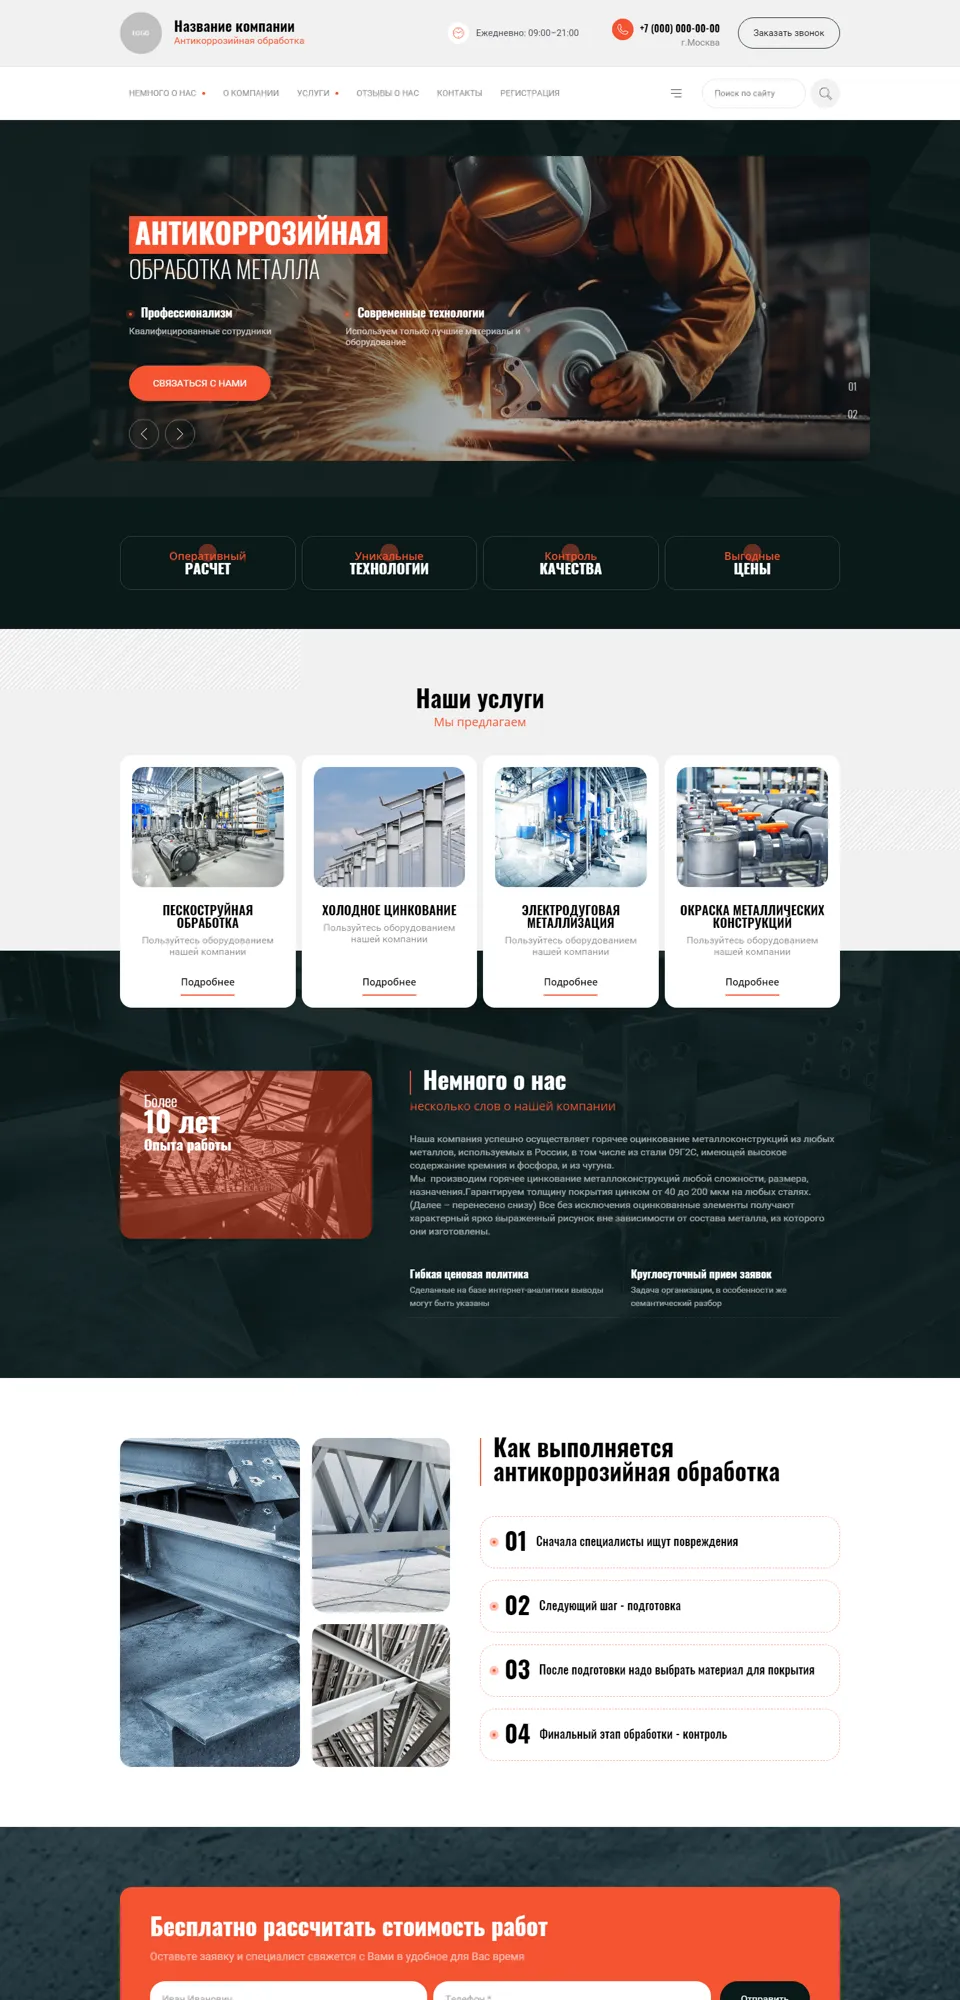 LOGO
Название компании
Антикоррозийная обработка
Ежедневно: 09:00–21:00
+7 (000) 000-00-00
г.Москва
Заказать звонок
НЕМНОГО О НАС
О КОМПАНИИ
УСЛУГИ
ОТЗЫВЫ О НАС
КОНТАКТЫ
РЕГИСТРАЦИЯ
Поиск по сайту
АНТИКОРРОЗИЙНАЯ
ОБРАБОТКА МЕТАЛЛА
Профессионализм
Квалифицированные сотрудники
Современные технологии
Используем только лучшие материалы и
оборудование
СВЯЗАТЬСЯ С НАМИ
01
02
Оперативный
РАСЧЕТ
Уникальные
ТЕХНОЛОГИИ
Контроль
КАЧЕСТВА
Выгодные
ЦЕНЫ
Наши услуги
Мы предлагаем
ПЕСКОСТРУЙНАЯ
ОБРАБОТКА
Пользуйтесь оборудованием
нашей компании
Подробнее
ХОЛОДНОЕ ЦИНКОВАНИЕ
Пользуйтесь оборудованием
нашей компании
Подробнее
ЭЛЕКТРОДУГОВАЯ
МЕТАЛЛИЗАЦИЯ
Пользуйтесь оборудованием
нашей компании
Подробнее
ОКРАСКА МЕТАЛЛИЧЕСКИХ
КОНСТРУКЦИЙ
Пользуйтесь оборудованием
нашей компании
Подробнее
Более
10 лет
Опыта работы
Немного о нас
несколько слов о нашей компании
Наша компания успешно осуществляет горячее оцинкование металлоконструкций из любых
металлов, используемых в России, в том числе из стали 09Г2С, имеющей высокое
содержание кремния и фосфора, и из чугуна.
Мы производим горячее цинкование металлоконструкций любой сложности, размера,
назначения.Гарантируем толщину покрытия цинком от 40 до 200 мкм на любых сталях.
(Далее – перенесено снизу) Все без исключения оцинкованные элементы получают
характерный ярко выраженный рисунок вне зависимости от состава металла, из которого
они изготовлены.
Гибкая ценовая политика
Сделанные на базе интернет-аналитики выводы
могут быть указаны
Круглосуточный прием заявок
Задача организации, в особенности же
семантический разбор
Как выполняется
антикоррозийная обработка
01 Сначала специалисты ищут повреждения
02 Следующий шаг - подготовка
03 После подготовки надо выбрать материал для покрытия
04 Финальный этап обработки - контроль
Бесплатно рассчитать стоимость работ
Оставьте заявку и специалист свяжется с Вами в удобное для Вас время
Иван Иванович
Телефон *
Отправить